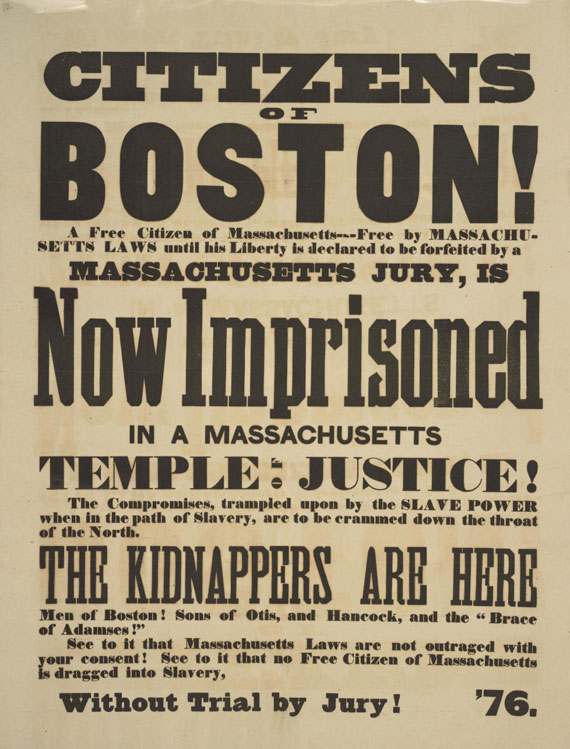 CITIZENS
OF
BOSTON!
A Free Citizen of Massachusetts---Free by MASSACHU-
SETTS LAWS until his Liberty is declared to be forfeited by a
MASSACHUSETTS JURY, IS
Now Imprisoned
IN A MASSACHUSETTS
TEMPLE OF JUSTICE!
The Compromises, trampled upon by the SLAVE POWER
when in the path of Slavery, are to be crammed down the throat
of the North.
THE KIDNAPPERS ARE HERE
Men of Boston! Sons of Otis, and Hancock, and the "Brace
of Adamses!"
See to it that Massachusetts Laws are not outraged with
your consent! See to it that no Free Citizen of Massachusetts
is dragged into Slavery,
Without Trial by Jury! '76.